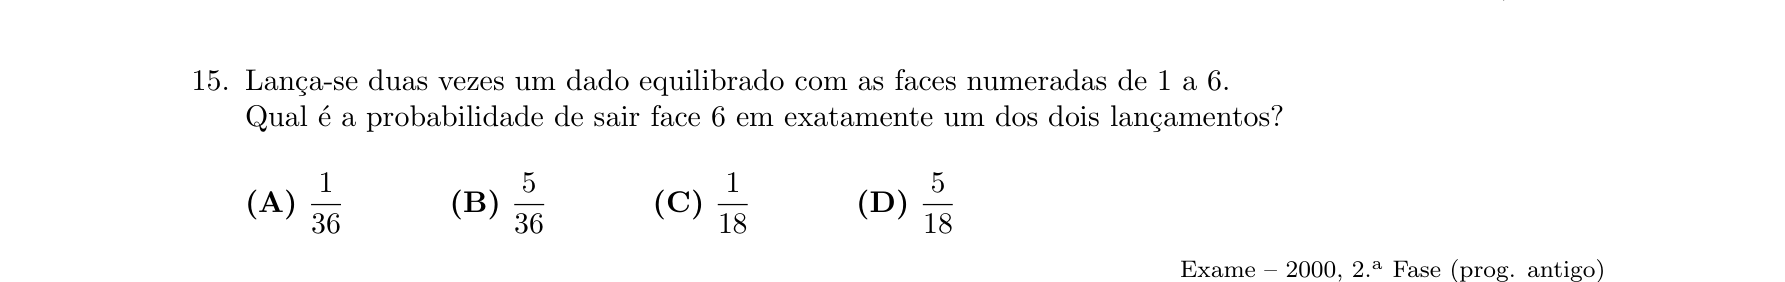 15. Lança-se duas vezes um dado equilibrado com as faces numeradas de 1 a 6.
Qual é a probabilidade de sair face 6 em exatamente um dos dois lançamentos?
(A) 1/36 (B) 5/36 (C) 1/18 (D) 5/18
Exame – 2000, 2.ª Fase (prog. antigo)